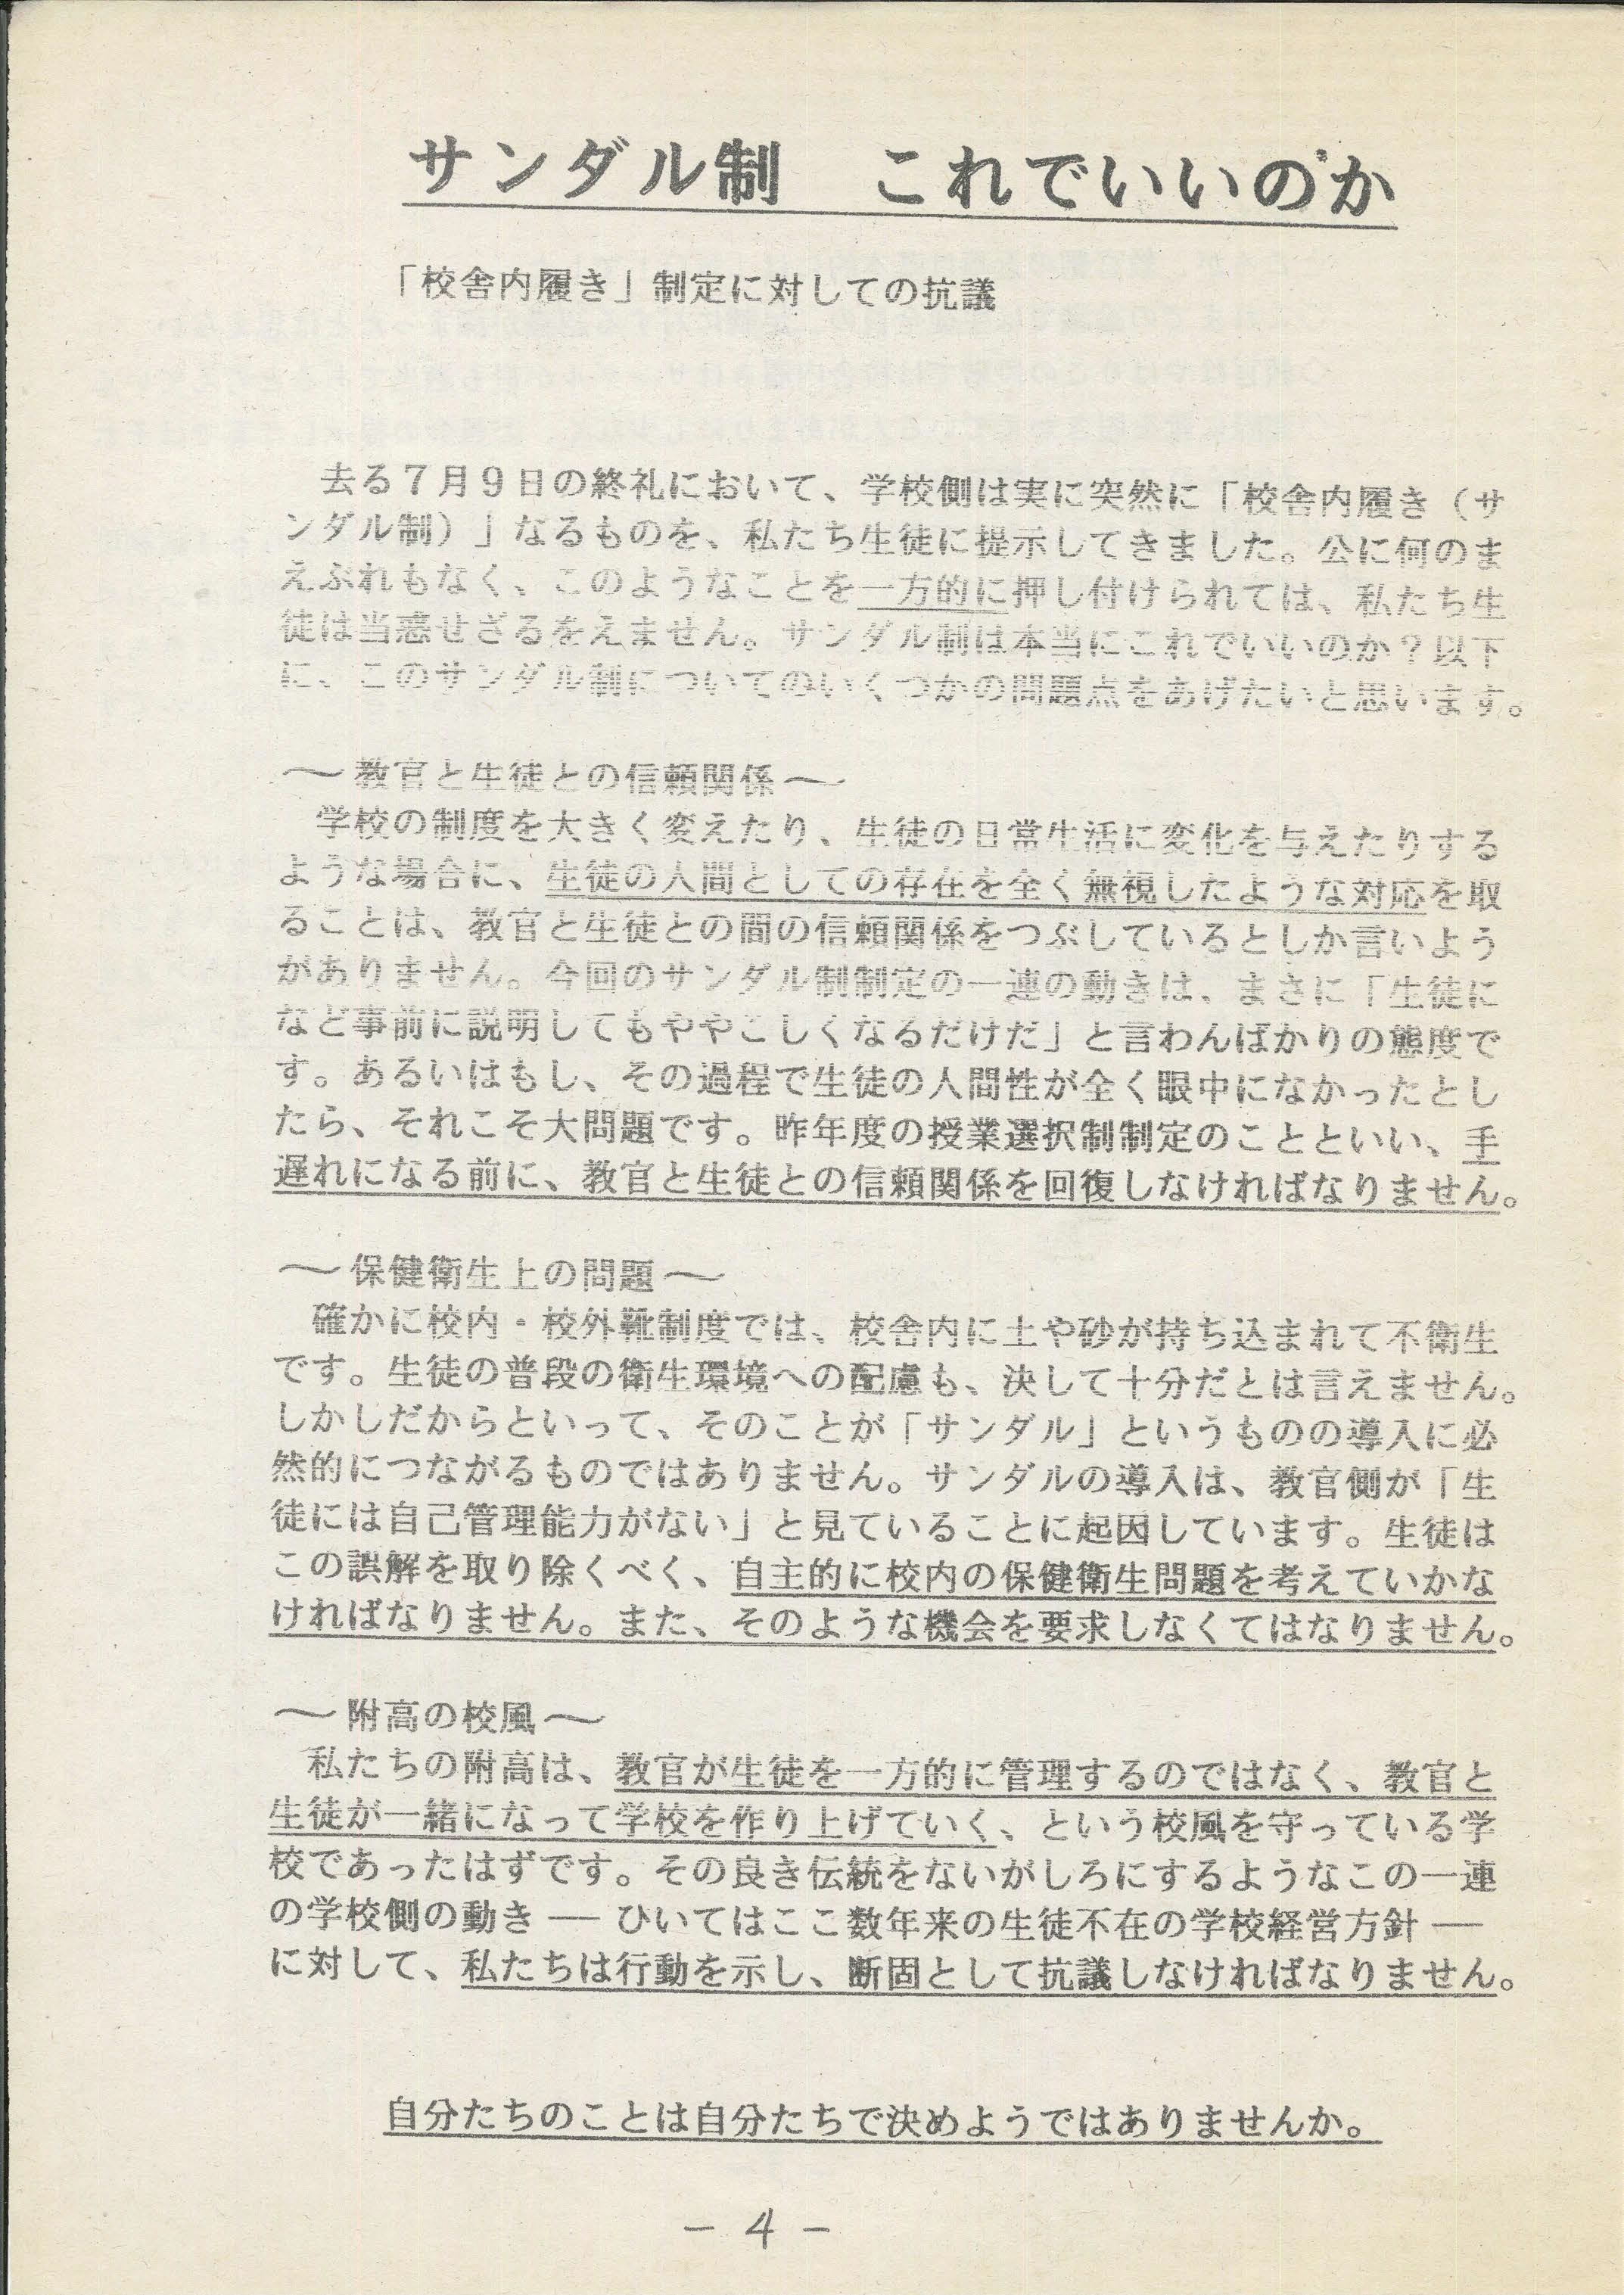 サンダル制　これでいいのか
「校舎内履き」制定に対しての抗議
去る７月９日の終礼において、学校側は実に突然に「校舎内履き（サ
ンダル制）」なるものを、私たち生徒に提示してきました。公に何のま
えぶれもなく、このようなことを一方的に押し付けられては、私たち生
徒は当惑せざるをえません。サンダル制は本当にこれでいいのか？以下
に、このサンダル制についてのいくつかの問題点をあげたいと思います。
〜教官と生徒との信頼関係〜
学校の制度を大きく変えたり、生徒の日常生活に変化を与えたりする
ような場合に、生徒の人間としての存在を全く無視したような対応を取
ることは、教官と生徒との間の信頼関係をつぶしているとしか言いよう
がありません。今回のサンダル制制定の一連の動きは、まさに「生徒に
など事前に説明してもややこしくなるだけだ」と言わんばかりの態度で
す。あるいはもし、その過程で生徒の人間性が全く眼中になかったとし
たら、それこそ大問題です。昨年度の授業選択制制定のことといい、手
遅れになる前に、教官と生徒との信頼関係を回復しなければなりません。
〜保健衛生上の問題〜
確かに校内・校外靴制度では、校舎内に土や砂が持ち込まれて不衛生
です。生徒の普段の衛生環境への配慮も、決して十分だとは言えません。
しかしだからといって、そのことが「サンダル」というものの導入に必
然的につながるものではありません。サンダルの導入は、教官側が「生
徒には自己管理能力がない」と見ていることに起因しています。生徒は
この誤解を取り除くべく、自主的に校内の保健衛生問題を考えていかな
ければなりません。また、そのような機会を要求しなくてはなりません。
〜附高の校風〜
私たちの附高は、教官が生徒を一方的に管理するのではなく、教官と
生徒が一緒になって学校を作り上げていく、という校風を守っている学
校であったはずです。その良き伝統をないがしろにするようなこの一連
の学校側の動き ― ひいてはここ数年来の生徒不在の学校経営方針 ―
に対して、私たちは行動を示し、断固として抗議しなければなりません。
自分たちのことは自分たちで決めようではありませんか。
－ 4 －